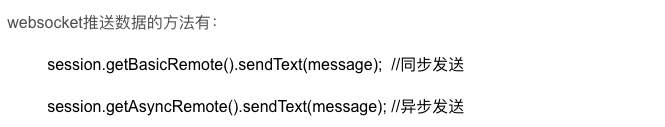 websocket推送数据的方法有：
session.getBasicRemote().sendText(message);  //同步发送
session.getAsyncRemote().sendText(message); //异步发送